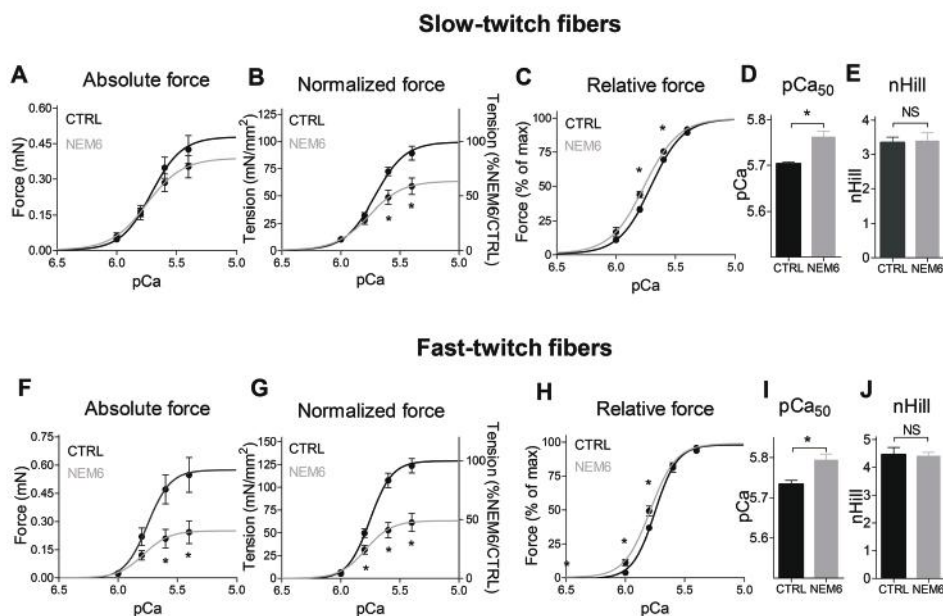 Slow-twitch fibers
A
Absolute force
CTRL
NEM6
Force (mN)
0.60
0.45
0.30
0.15
0.00
6.5
6.0
5.5
5.0
pCa
B
Normalized force
CTRL
NEM6
Tension (mN/mm²)
125
100
75
50
25
0
Tension (%NEM6/CTRL)
100
50
0
*
*
6.5
6.0
5.5
5.0
pCa
C
Relative force
CTRL
NEM6
Force (% of max)
100
75
50
25
0
*
*
6.5
6.0
5.5
5.0
pCa
D
pCa50
*
pCa
5.8
5.7
5.6
CTRL NEM6
E
nHill
NS
nHill
4
3
2
1
0
CTRL NEM6
Fast-twitch fibers
F
Absolute force
CTRL
NEM6
Force (mN)
0.75
0.60
0.45
0.30
0.15
0.00
*
*
6.5
6.0
5.5
5.0
pCa
G
Normalized force
CTRL
NEM6
Tension (mN/mm²)
150
125
100
75
50
25
0
Tension (%NEM6/CTRL)
100
50
0
*
*
*
6.5
6.0
5.5
5.0
pCa
H
Relative force
CTRL
NEM6
Force (% of max)
100
75
50
25
0
*
*
*
6.5
6.0
5.5
5.0
pCa
I
pCa50
*
pCa
5.8
5.7
5.6
CTRL NEM6
J
nHill
NS
nHill
5
4
3
2
1
0
CTRL NEM6